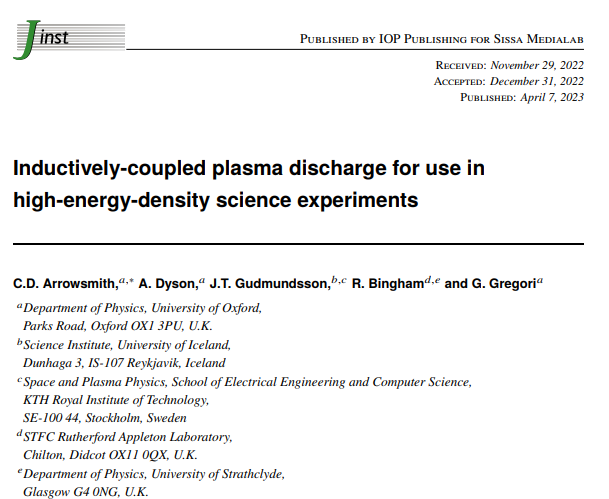 Jinst
PUBLISHED BY IOP PUBLISHING FOR SISSA MEDIALAB
RECEIVED: November 29, 2022
ACCEPTED: December 31, 2022
PUBLISHED: April 7, 2023
Inductively-coupled plasma discharge for use in
high-energy-density science experiments
C.D. Arrowsmith,a,∗ A. Dyson,a J.T. Gudmundsson,b,c R. Binghamd,e and G. Gregoria
aDepartment of Physics, University of Oxford,
Parks Road, Oxford OX1 3PU, U.K.
bScience Institute, University of Iceland,
Dunhaga 3, IS-107 Reykjavik, Iceland
cSpace and Plasma Physics, School of Electrical Engineering and Computer Science,
KTH Royal Institute of Technology,
SE-100 44, Stockholm, Sweden
dSTFC Rutherford Appleton Laboratory,
Chilton, Didcot OX11 0QX, U.K.
eDepartment of Physics, University of Strathclyde,
Glasgow G4 0NG, U.K.